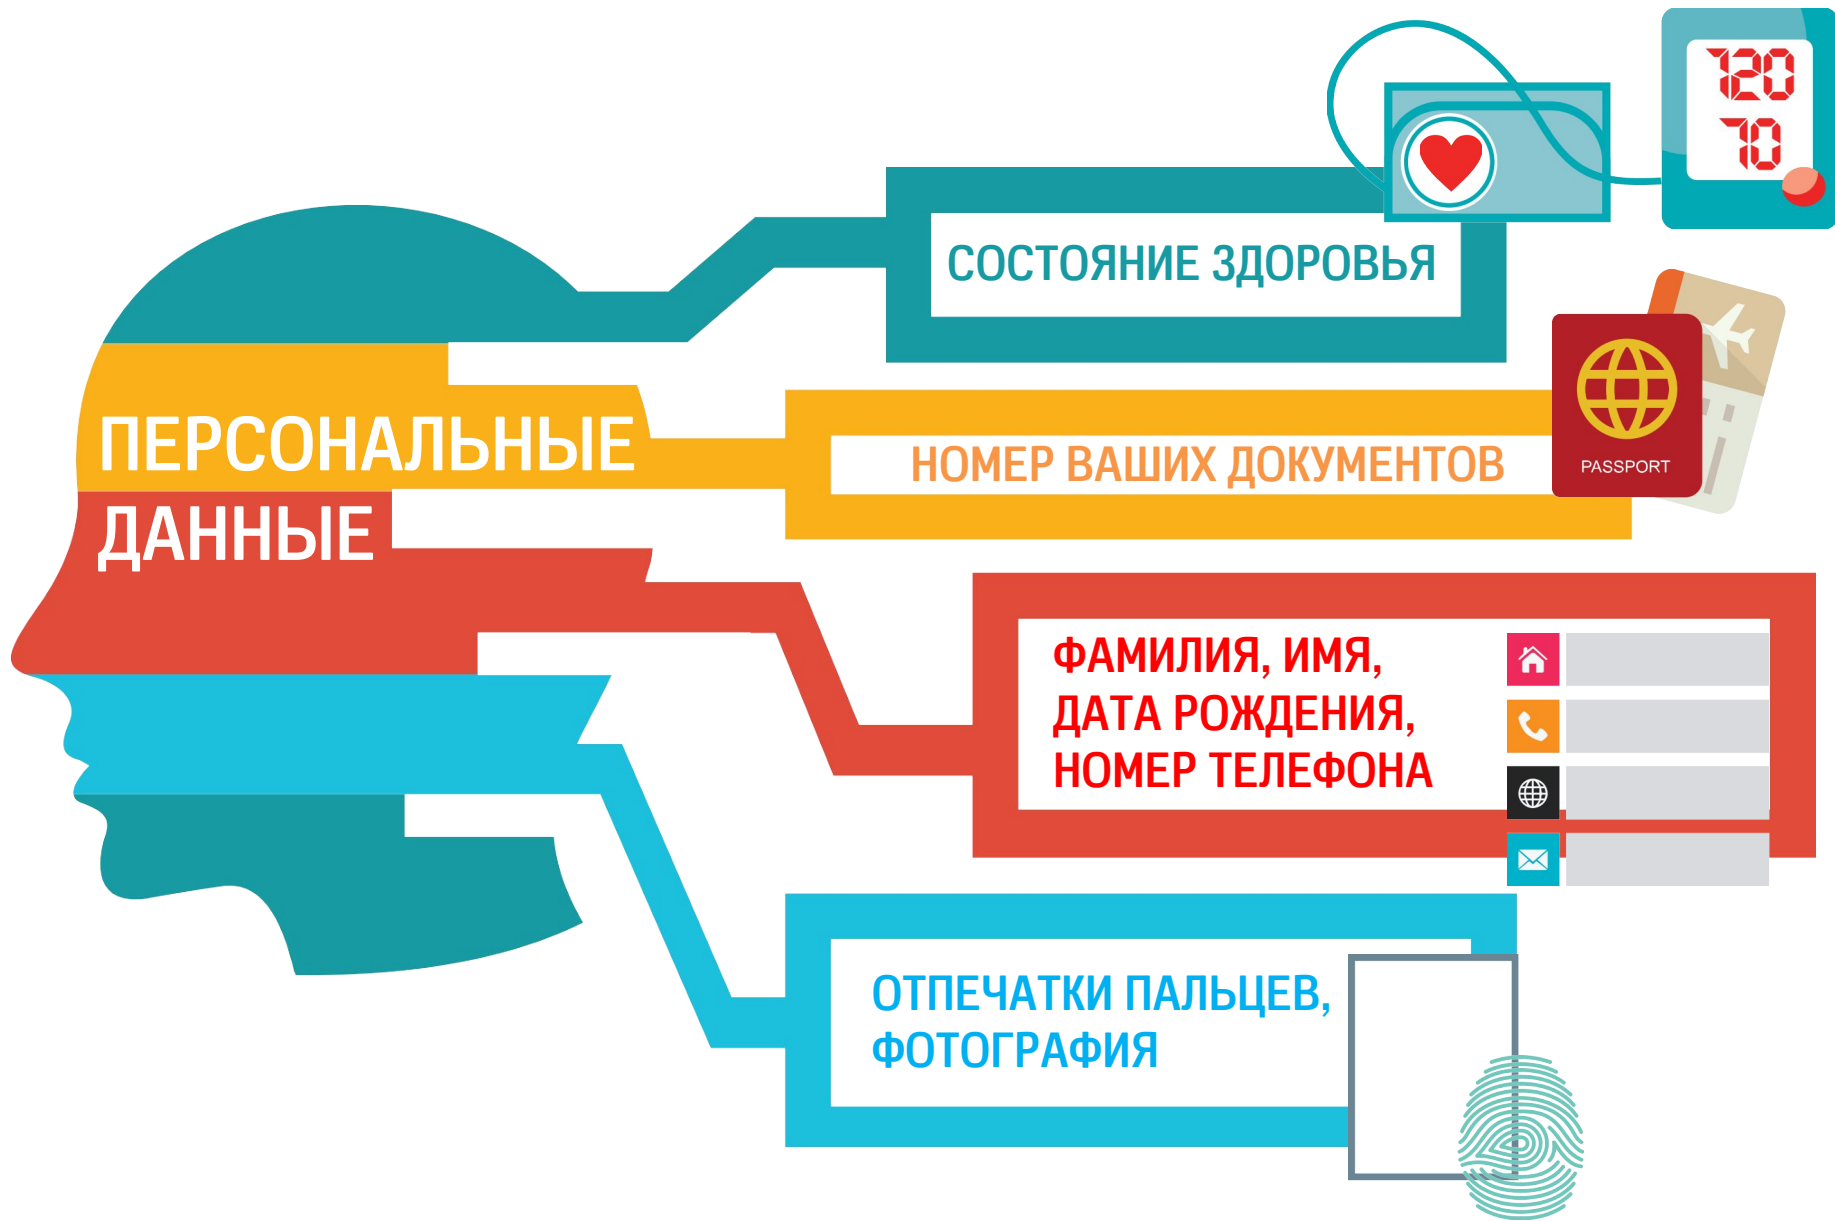 120
70
СОСТОЯНИЕ ЗДОРОВЬЯ
ПЕРСОНАЛЬНЫЕ
ДАННЫЕ
НОМЕР ВАШИХ ДОКУМЕНТОВ
PASSPORT
ФАМИЛИЯ, ИМЯ,
ДАТА РОЖДЕНИЯ,
НОМЕР ТЕЛЕФОНА
ОТПЕЧАТКИ ПАЛЬЦЕВ,
ФОТОГРАФИЯ